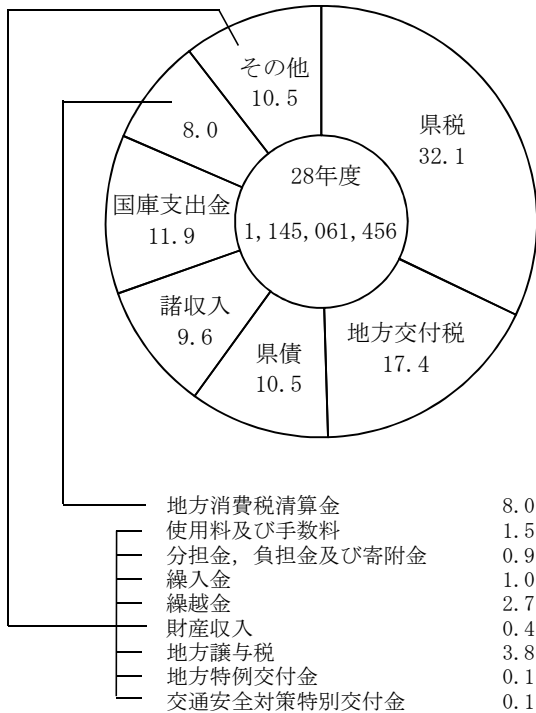 その他
10.5
県税
32.1
8.0
28年度
1,145,061,456
国庫支出金
11.9
諸収入
9.6
県債
10.5
地方交付税
17.4
地方消費税清算金 8.0
使用料及び手数料 1.5
分担金，負担金及び寄附金 0.9
繰入金 1.0
繰越金 2.7
財産収入 0.4
地方譲与税 3.8
地方特例交付金 0.1
交通安全対策特別交付金 0.1